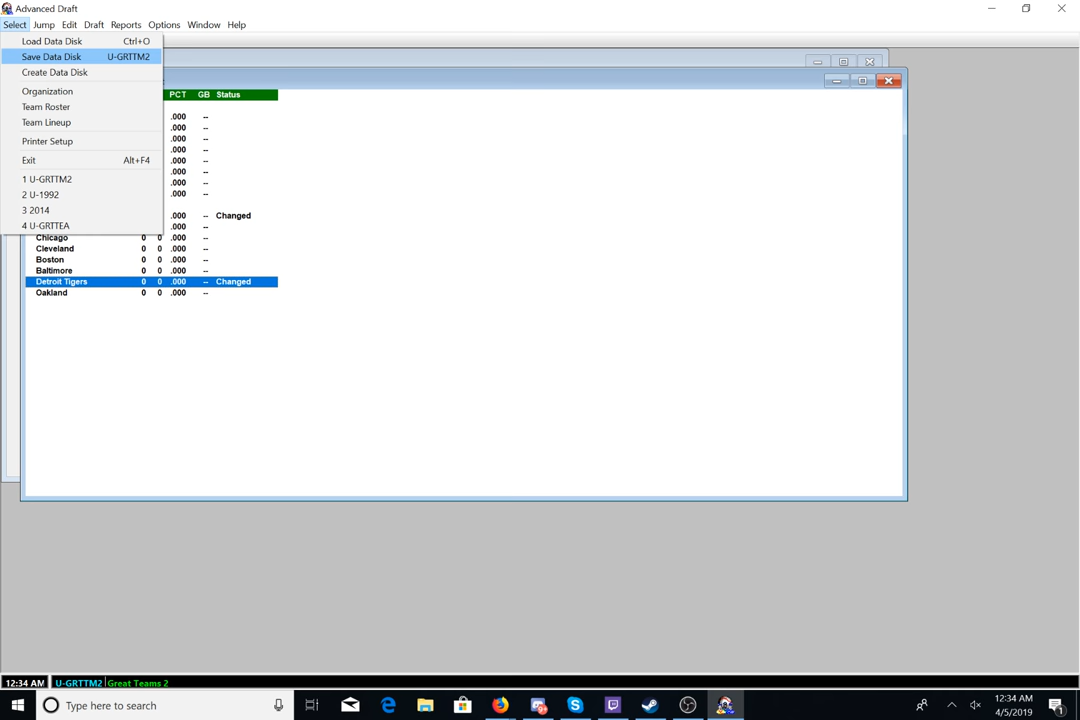 Advanced Draft
Select Jump Edit Draft Reports Options Window Help
Load Data Disk Ctrl+O
Save Data Disk U-GRTTM2
Create Data Disk
Organization
Team Roster
Team Lineup
Printer Setup
Exit Alt+F4
1 U-GRTTM2
2 U-1992
3 2014
4 U-GRTTEA
PCT GB Status
.000 --
.000 --
.000 --
.000 --
.000 --
.000 --
.000 --
.000 --
.000 -- Changed
.000 --
Chicago 0 0 .000 --
Cleveland 0 0 .000 --
Boston 0 0 .000 --
Baltimore 0 0 .000 --
Detroit Tigers 0 0 .000 -- Changed
Oakland 0 0 .000 --
12:34 AM U-GRTTM2 Great Teams 2
Type here to search
12:34 AM
4/5/2019
1